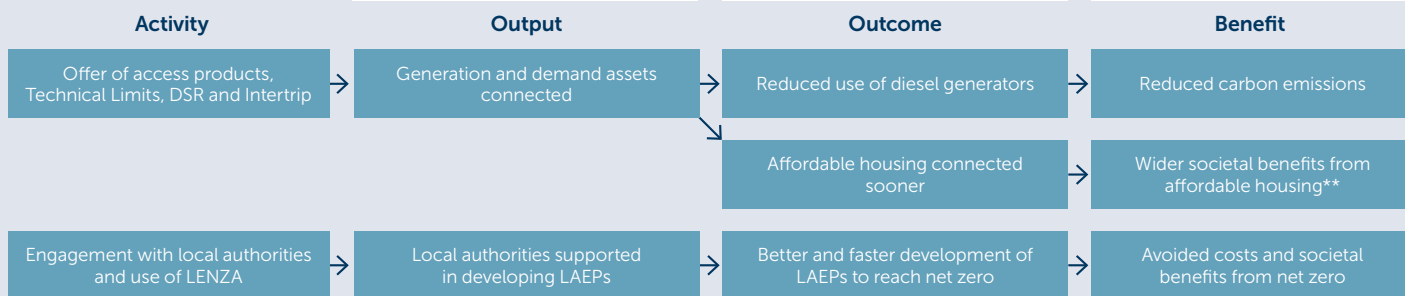 Activity
Output
Outcome
Benefit
Offer of access products,
Technical Limits, DSR and Intertrip
Generation and demand assets
connected
Reduced use of diesel generators
Reduced carbon emissions
Affordable housing connected
sooner
Wider societal benefits from
affordable housing**
Engagement with local authorities
and use of LENZA
Local authorities supported
in developing LAEPs
Better and faster development of
LAEPs to reach net zero
Avoided costs and societal
benefits from net zero